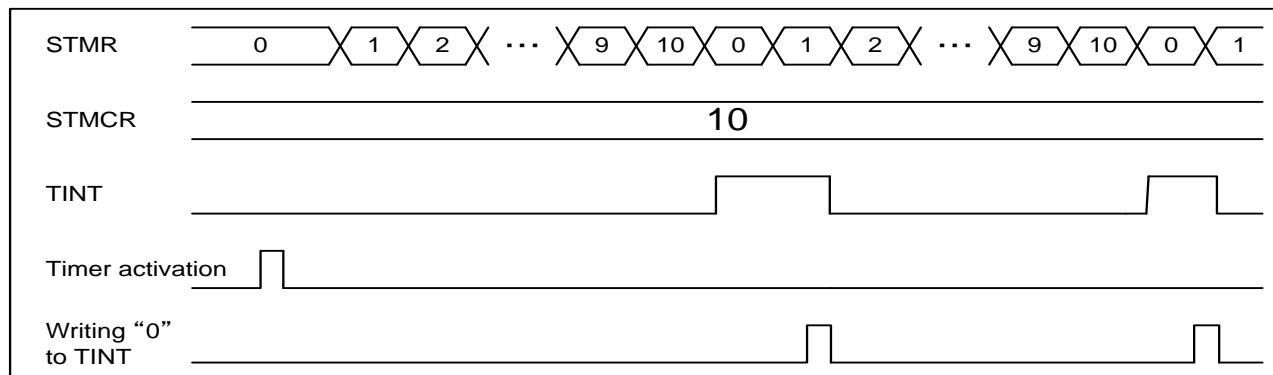 STMR 0 1 2 ··· 9 10 0 1 2 ··· 9 10 0 1
STMCR 10
TINT
Timer activation
Writing “0”
to TINT